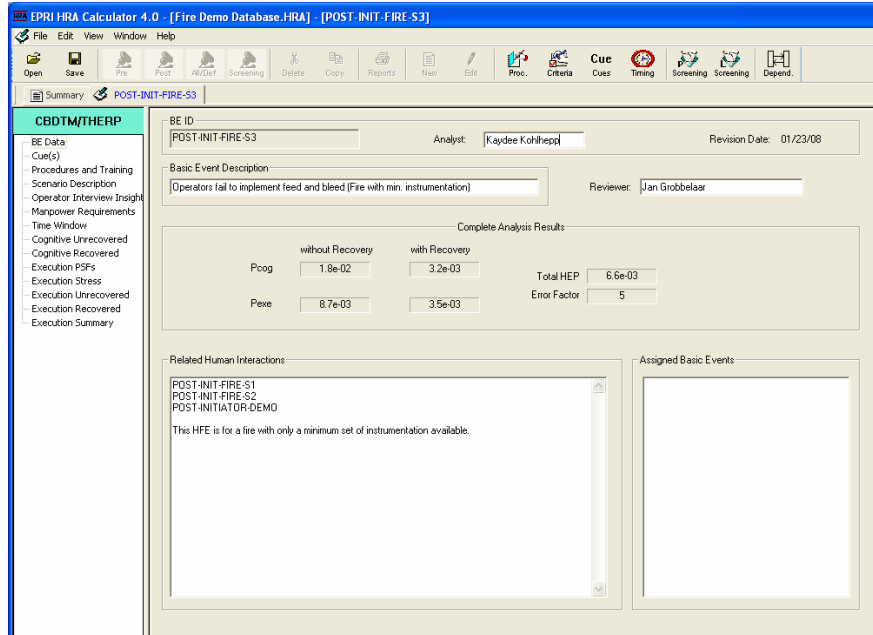 EPRI HRA Calculator 4.0 - [Fire Demo Database.HRA] - [POST-INIT-FIRE-S3]
File Edit View Window Help
Open Save Pre Post All/Def. Screening Delete Copy Reports New Edit Proc. Criteria Cue Cues Timing Screening Screening Depend.
Summary POST-INIT-FIRE-S3
CBDTM/THERP
BE Data
Cue(s)
Procedures and Training
Scenario Description
Operator Interview Insight
Manpower Requirements
Time Window
Cognitive Unrecovered
Cognitive Recovered
Execution PSFs
Execution Stress
Execution Unrecovered
Execution Recovered
Execution Summary
BE ID
POST-INIT-FIRE-S3 Analyst: Kaydee Kohlhepp Revision Date: 01/23/08
Basic Event Description
Operators fail to implement feed and bleed (Fire with min. instrumentation) Reviewer: Jan Grobbelaar
Complete Analysis Results
without Recovery with Recovery
Pcog 1.8e-02 3.2e-03 Total HEP 6.6e-03
Error Factor 5
Pexe 8.7e-03 3.5e-03
Related Human Interactions
POST-INIT-FIRE-S1
POST-INIT-FIRE-S2
POST-INITIATOR-DEMO
This HFE is for a fire with only a minimum set of instrumentation available.
Assigned Basic Events